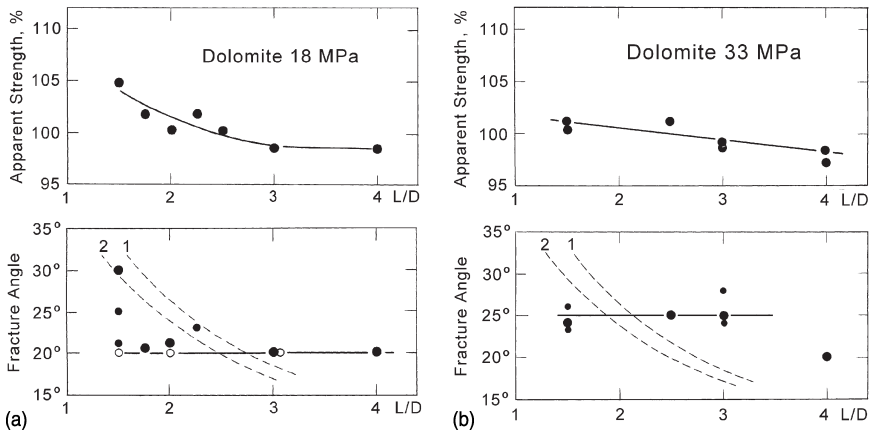 Apparent Strength, %
110
105
100
95
Dolomite 18 MPa
1 2 3 4 L/D
Fracture Angle
35°
30°
25°
20°
15°
2 1
1 2 3 4 L/D
(a)
Apparent Strength, %
110
105
100
95
Dolomite 33 MPa
1 2 3 4 L/D
Fracture Angle
35°
30°
25°
20°
15°
2 1
1 2 3 4 L/D
(b)